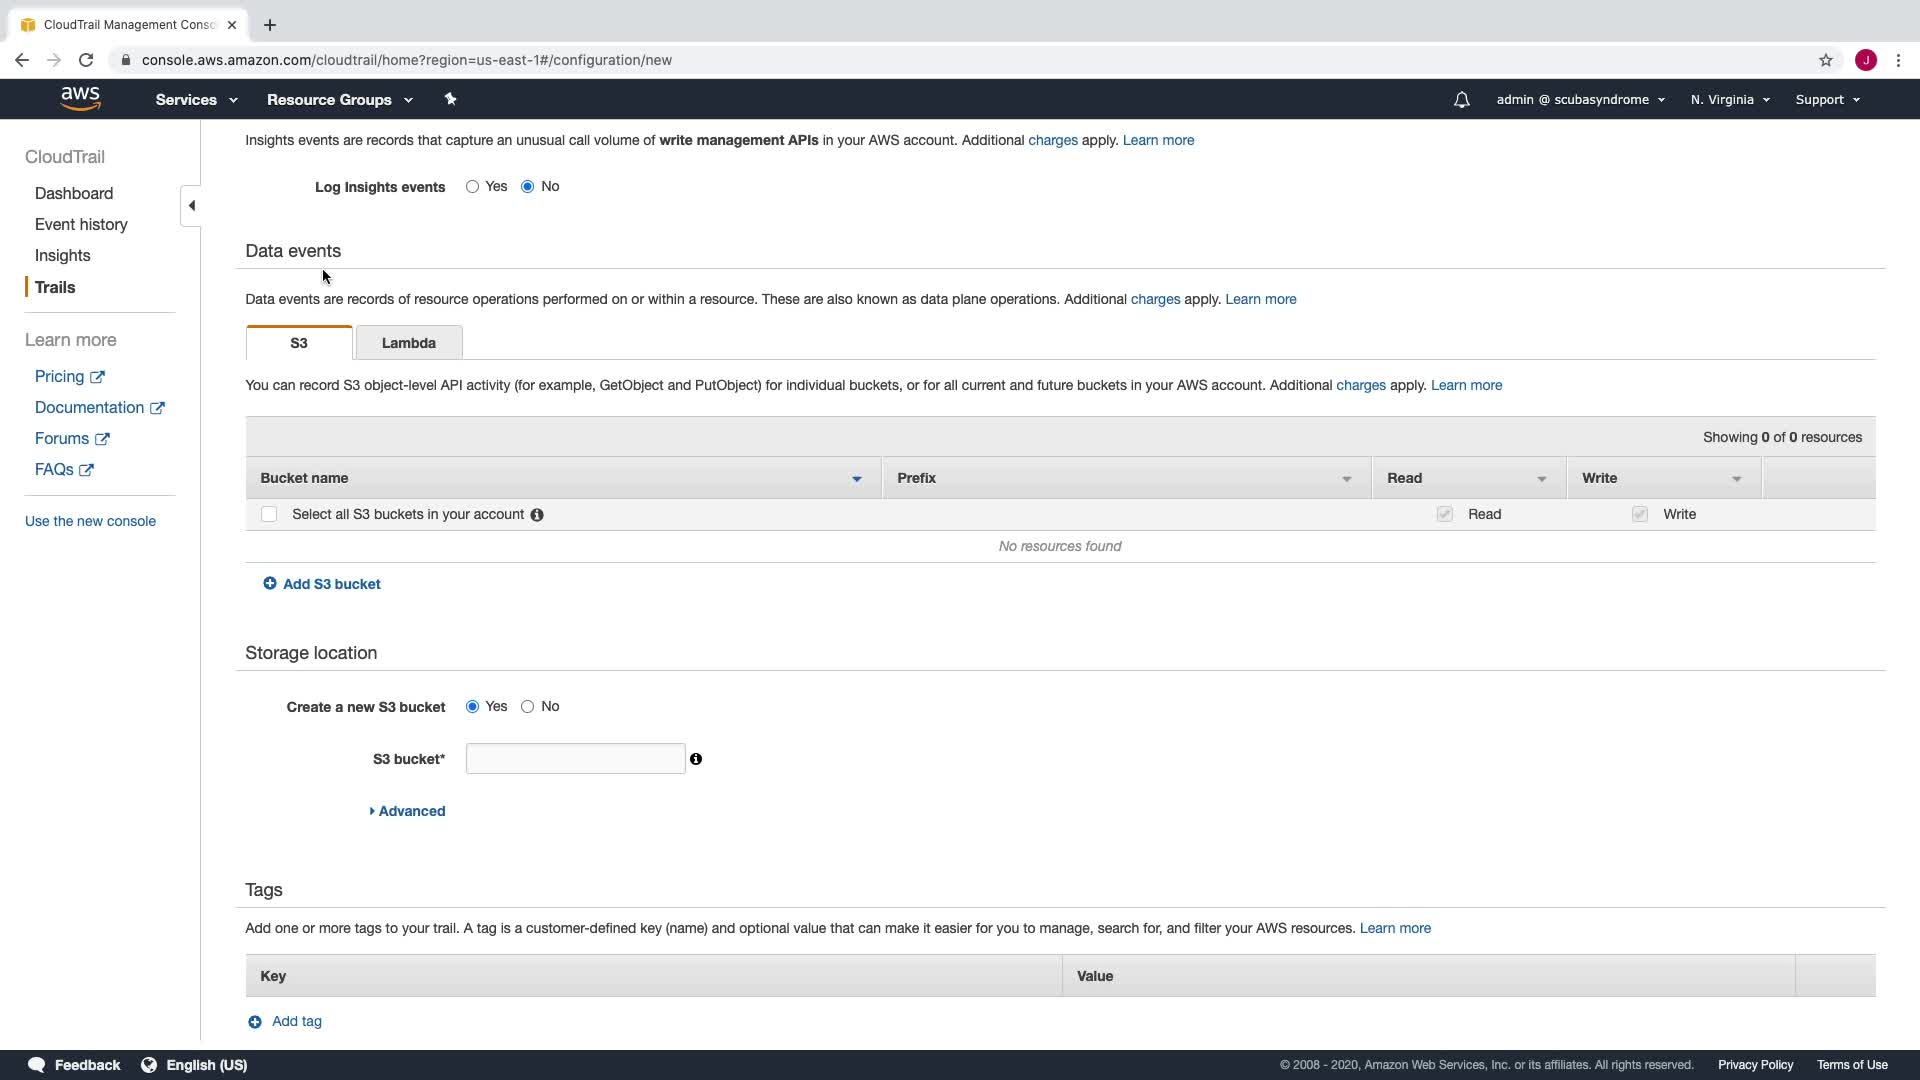 CloudTrail Management Conso
console.aws.amazon.com/cloudtrail/home?region=us-east-1#/configuration/new
J
aws
Services
Resource Groups
admin @ scubasyndrome
N. Virginia
Support
CloudTrail
Dashboard
Event history
Insights
Trails
Learn more
Pricing
Documentation
Forums
FAQs
Use the new console
Insights events are records that capture an unusual call volume of write management APIs in your AWS account. Additional charges apply. Learn more
Log Insights events Yes No
Data events
Data events are records of resource operations performed on or within a resource. These are also known as data plane operations. Additional charges apply. Learn more
S3 Lambda
You can record S3 object-level API activity (for example, GetObject and PutObject) for individual buckets, or for all current and future buckets in your AWS account. Additional charges apply. Learn more
Showing 0 of 0 resources
Bucket name Prefix Read Write
Select all S3 buckets in your account Read Write
No resources found
Add S3 bucket
Storage location
Create a new S3 bucket Yes No
S3 bucket*
Advanced
Tags
Add one or more tags to your trail. A tag is a customer-defined key (name) and optional value that can make it easier for you to manage, search for, and filter your AWS resources. Learn more
Key Value
Add tag
Feedback English (US)
© 2008 - 2020, Amazon Web Services, Inc. or its affiliates. All rights reserved. Privacy Policy Terms of Use